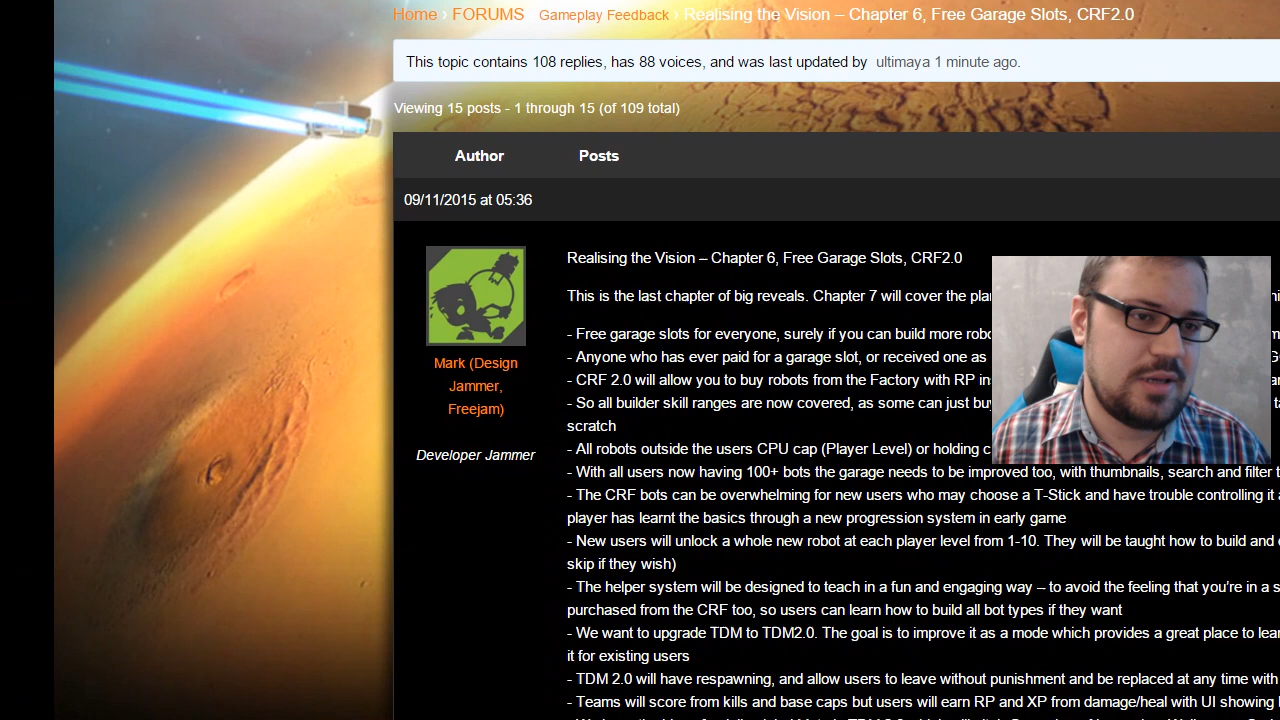 Home › FORUMS Gameplay Feedback › Realising the Vision – Chapter 6, Free Garage Slots, CRF2.0
This topic contains 108 replies, has 88 voices, and was last updated by ultimaya 1 minute ago.
Viewing 15 posts - 1 through 15 (of 109 total)
Author Posts
09/11/2015 at 05:36
Mark (Design
Jammer,
Freejam)
Developer Jammer
Realising the Vision – Chapter 6, Free Garage Slots, CRF2.0
This is the last chapter of big reveals. Chapter 7 will cover the
- Free garage slots for everyone, surely if you can build more
- Anyone who has ever paid for a garage slot, or received one as
- CRF 2.0 will allow you to buy robots from the Factory with RP
- So all builder skill ranges are now covered, as some can just
scratch
- All robots outside the users CPU cap (Player Level) or holding
- With all users now having 100+ bots the garage needs to be improved too, with thumbnails, search and filter
- The CRF bots can be overwhelming for new users who may choose a T-Stick and have trouble controlling it
player has learnt the basics through a new progression system in early game
- New users will unlock a whole new robot at each player level from 1-10. They will be taught how to build and
skip if they wish)
- The helper system will be designed to teach in a fun and engaging way – to avoid the feeling that you're in a
purchased from the CRF too, so users can learn how to build all bot types if they want
- We want to upgrade TDM to TDM2.0. The goal is to improve it as a mode which provides a great place to
it for existing users
- TDM 2.0 will have respawning, and allow users to leave without punishment and be replaced at any time with
- Teams will score from kills and base caps but users will earn RP and XP from damage/heal with UI showing